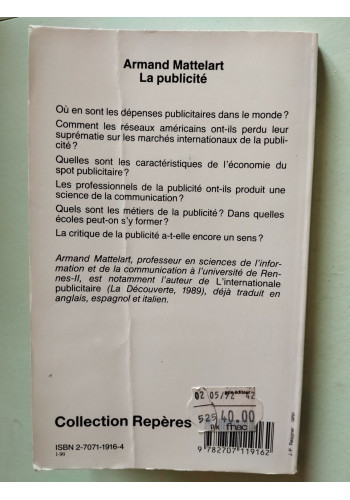 Armand Mattelart
La publicité
Où en sont les dépenses publicitaires dans le monde ?
Comment les réseaux américains ont-ils perdu leur
suprématie sur les marchés internationaux de la publi-
cité ?
Quelles sont les caractéristiques de l'économie du
spot publicitaire ?
Les professionnels de la publicité ont-ils produit une
science de la communication ?
Quels sont les métiers de la publicité ? Dans quelles
écoles peut-on s'y former ?
La critique de la publicité a-t-elle encore un sens ?
Armand Mattelart, professeur en sciences de l'infor-
mation et de la communication à l'université de Ren-
nes-II, est notamment l'auteur de L'internationale
publicitaire (La Découverte, 1989), déjà traduit en
anglais, espagnol et italien.
02 05/92 42
525 40.00
fnac
Collection Repères
ISBN 2-7071-1916-4
9 782707 119162